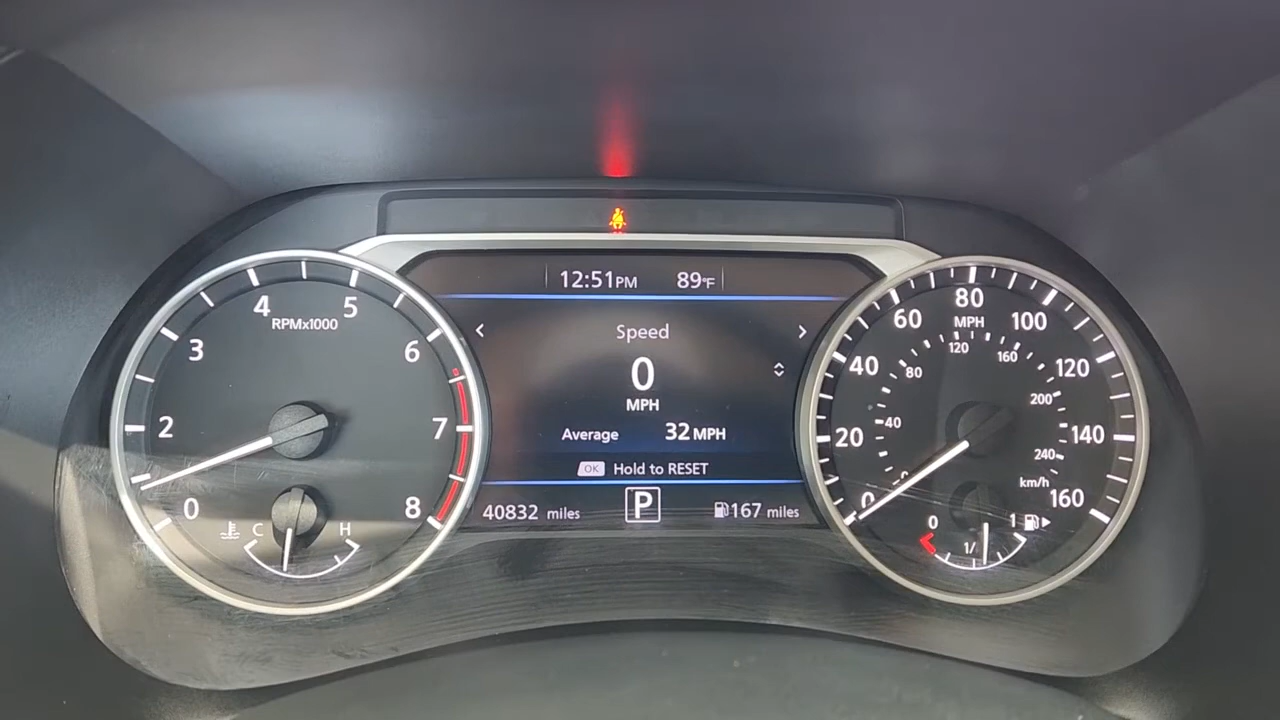 12:51PM 89°F
< Speed >
0
MPH
Average 32 MPH
OK Hold to RESET
40832 miles P 167 miles
0 2 3 4 5 6 7 8
RPMx1000
C H
0 20 40 60 80 100 120 140 160
MPH
0 40 80 120 160 200 240
km/h
0 1/ 1